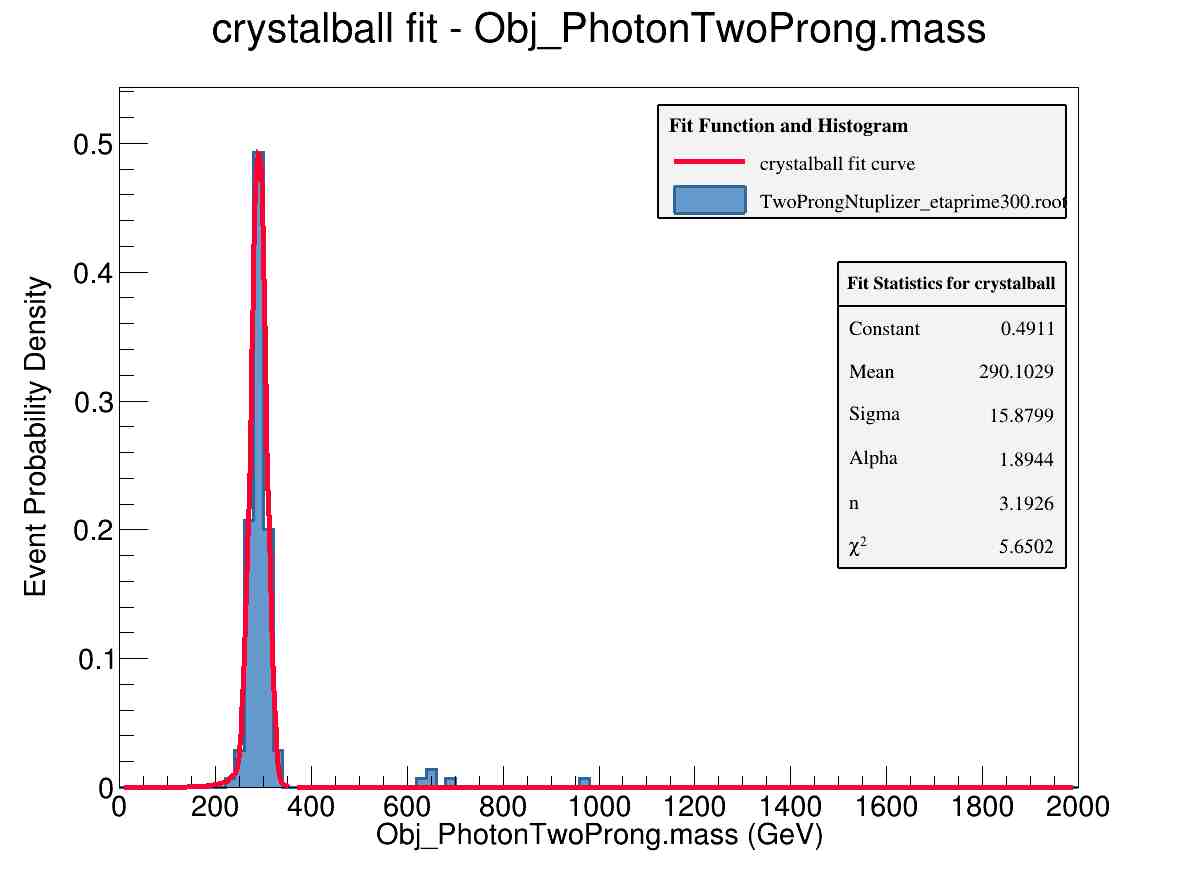 crystalball fit - Obj_PhotonTwoProng.mass
Fit Function and Histogram
crystalball fit curve
TwoProngNtuplizer_etaprime300.root
Fit Statistics for crystalball
Constant 0.4911
Mean 290.1029
Sigma 15.8799
Alpha 1.8944
n 3.1926
χ² 5.6502
Event Probability Density
0.5
0.4
0.3
0.2
0.1
0
0 200 400 600 800 1000 1200 1400 1600 1800 2000
Obj_PhotonTwoProng.mass (GeV)